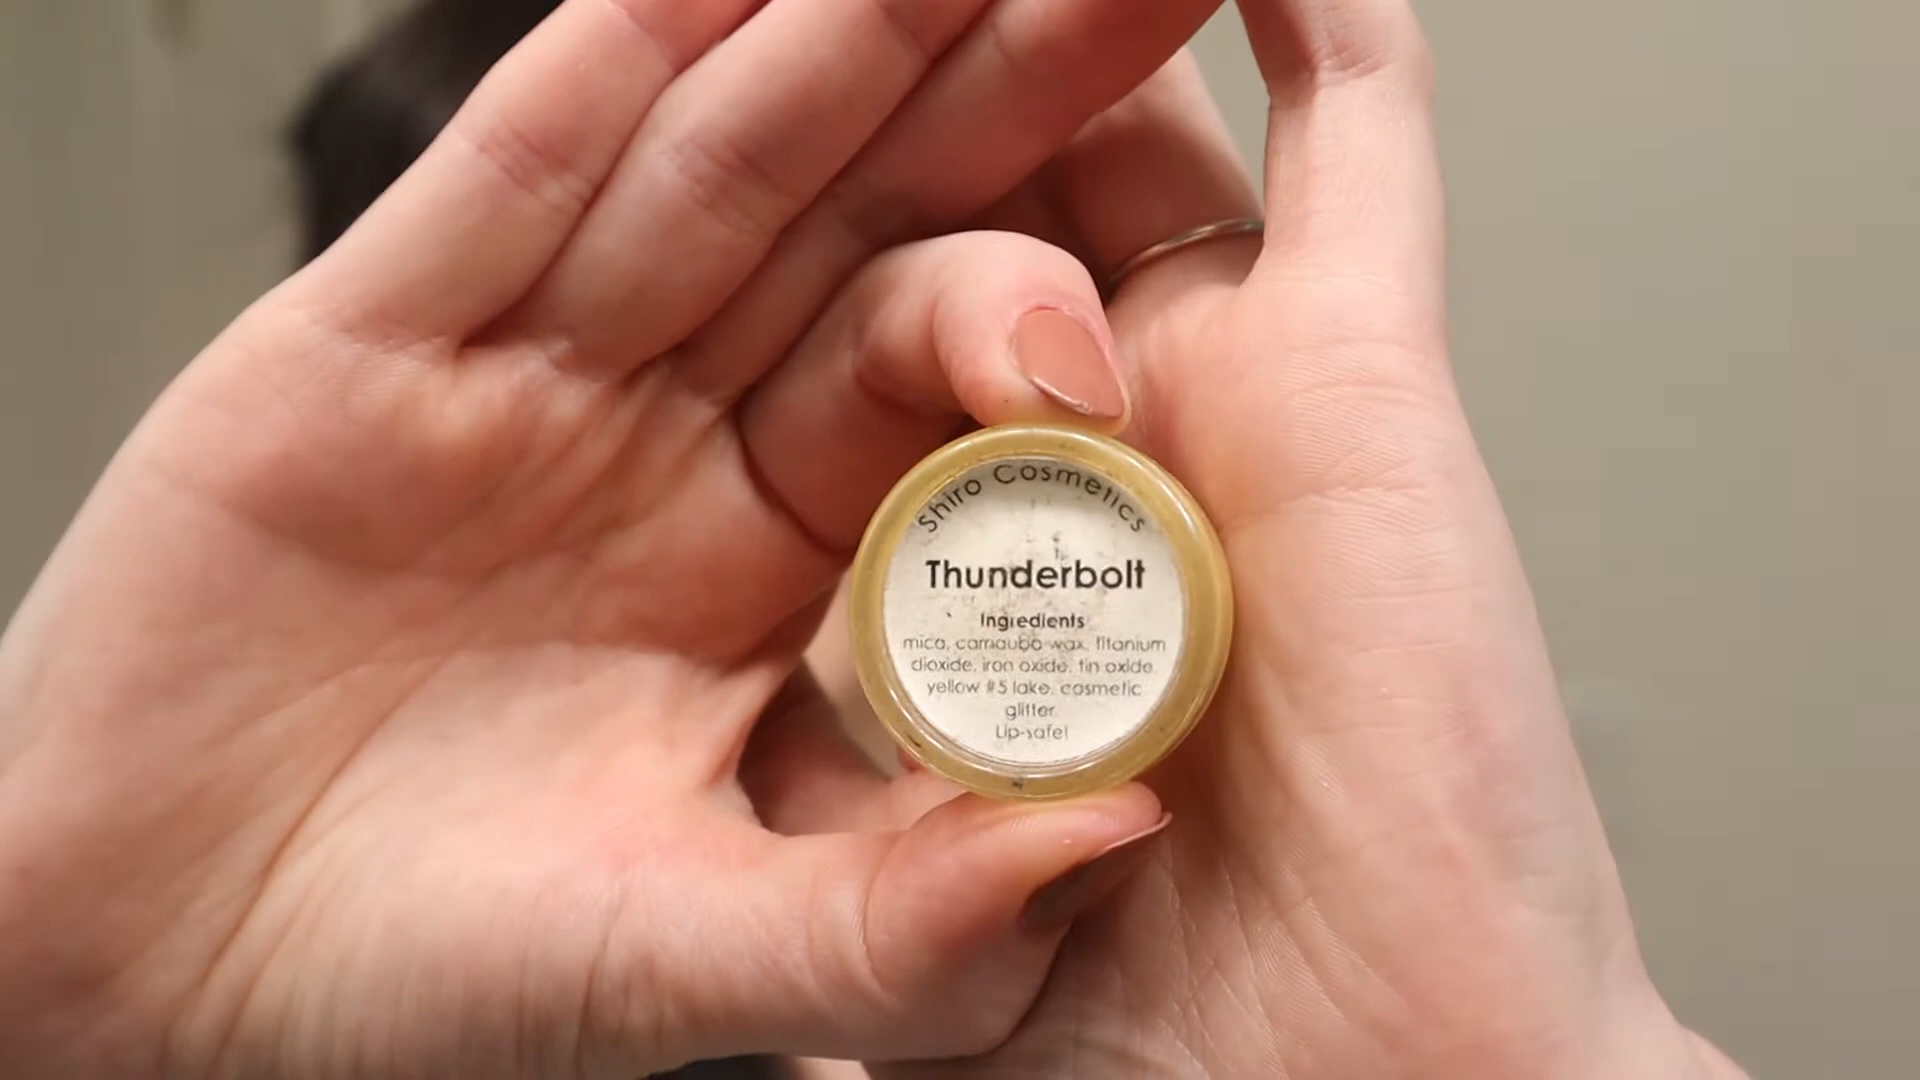 Shiro Cosmetics
Thunderbolt
Ingredients
mica, carnauba wax, titanium
dioxide, iron oxide, tin oxide,
yellow #5 lake, cosmetic
glitter.
Lip-safe!